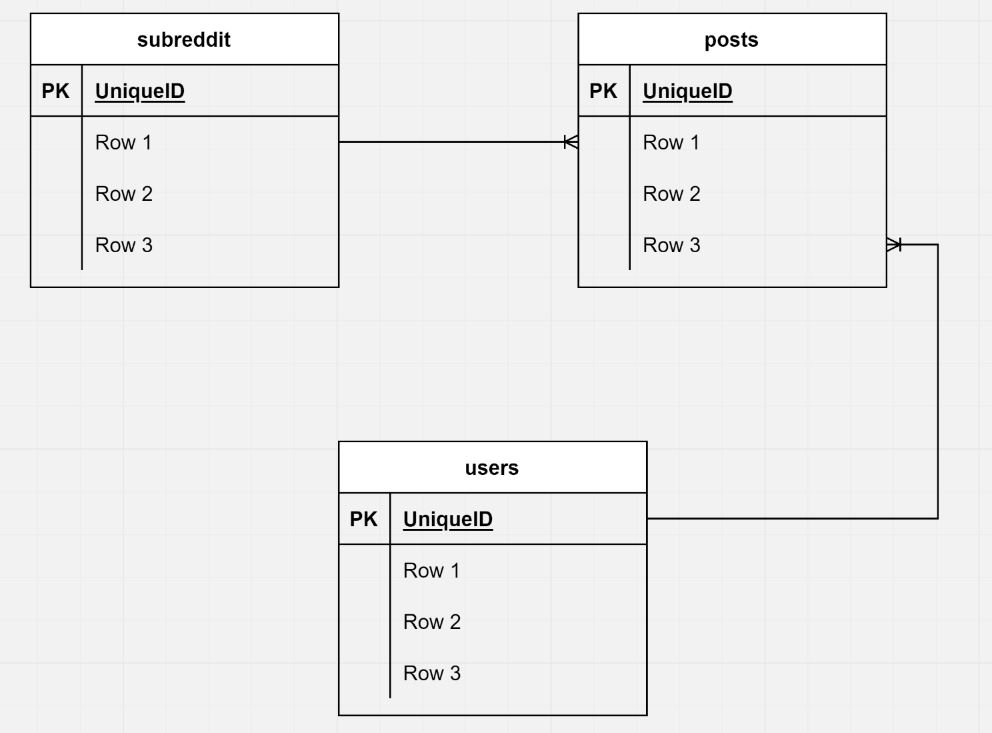 subreddit
PK UniqueID
Row 1
Row 2
Row 3
posts
PK UniqueID
Row 1
Row 2
Row 3
users
PK UniqueID
Row 1
Row 2
Row 3